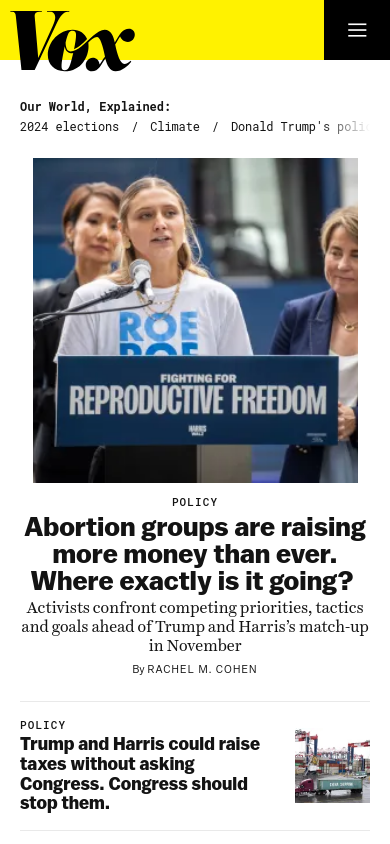 Vox
Our World, Explained:
2024 elections / Climate / Donald Trump's poli
ROE
ROE
FIGHTING FOR
REPRODUCTIVE FREEDOM
HARRIS
WALZ
POLICY
Abortion groups are raising
more money than ever.
Where exactly is it going?
Activists confront competing priorities, tactics
and goals ahead of Trump and Harris’s match-up
in November
By RACHEL M. COHEN
POLICY
Trump and Harris could raise
taxes without asking
Congress. Congress should
stop them.